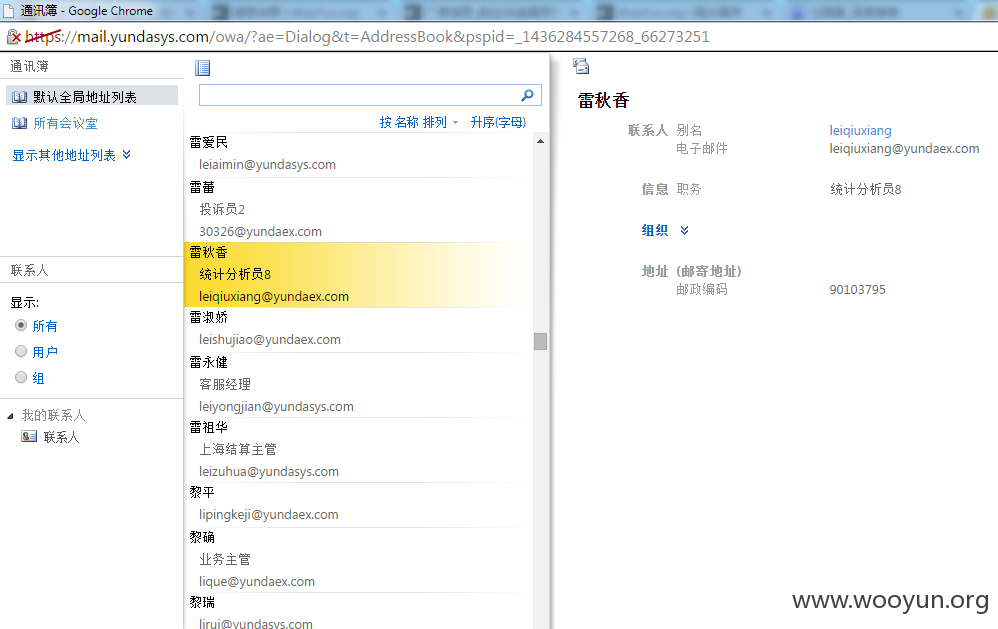 通讯簿 - Google Chrome
https://mail.yundasys.com/owa/?ae=Dialog&t=AddressBook&pspid=_1436284557268_66273251
通讯簿
默认全局地址列表
所有会议室
显示其他地址列表
联系人
显示:
所有
用户
组
我的联系人
联系人
按 名称 排列 升序(字母)
雷爱民
leiaimin@yundasys.com
雷蕾
投诉员2
30326@yundaex.com
雷秋香
统计分析员8
leiqiuxiang@yundaex.com
雷淑娇
leishujiao@yundaex.com
雷永健
客服经理
leiyongjian@yundasys.com
雷祖华
上海结算主管
leizuhua@yundasys.com
黎平
lipingkeji@yundaex.com
黎确
业务主管
lique@yundaex.com
黎瑞
lirui@yundasys.com
雷秋香
联系人 别名 leiqiuxiang
电子邮件 leiqiuxiang@yundaex.com
信息 职务 统计分析员8
组织
地址 (邮寄地址)
邮政编码 90103795
www.wooyun.org